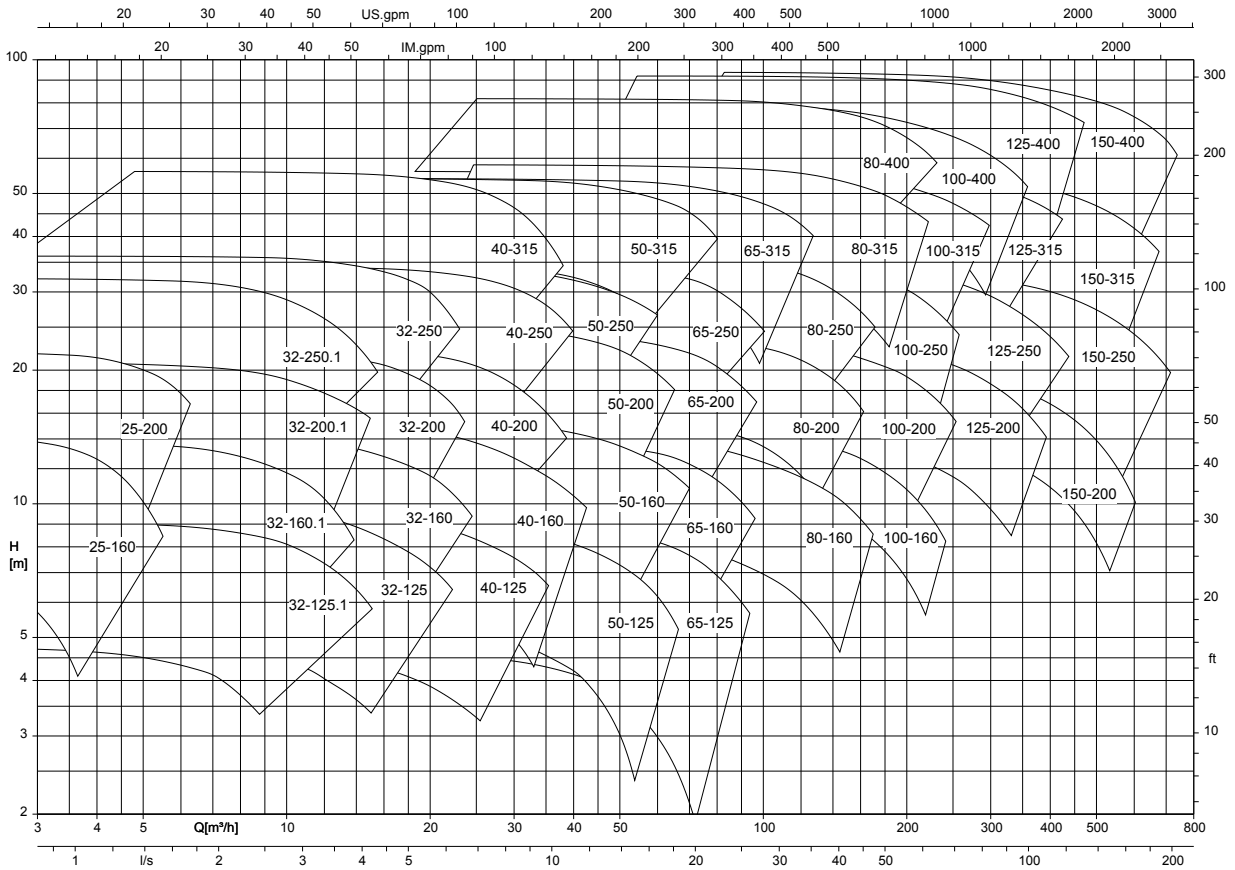 20 30 40 50 US.gpm 100 200 300 400 500 1000 2000 3000
20 30 40 50 IM.gpm 100 200 300 400 500 1000 2000
100 300
125-400 150-400
80-400 200
100-400
50
40
40-315 50-315 65-315 80-315 100-315 125-315
150-315
30 100
32-250 40-250 50-250 65-250 80-250
32-250.1 100-250 125-250 150-250
20
50-200 65-200
25-200 32-200.1 32-200 40-200 80-200 100-200 125-200 50
40
10 50-160 150-200
32-160.1 32-160 40-160 65-160 30
H
[m]
25-160 80-160 100-160
32-125.1 32-125 40-125 20
50-125 65-125
5
ft
4
3 10
2
3 4 5 Q[m³/h] 10 20 30 40 50 100 200 300 400 500 800
1 l/s 2 3 4 5 10 20 30 40 50 100 200